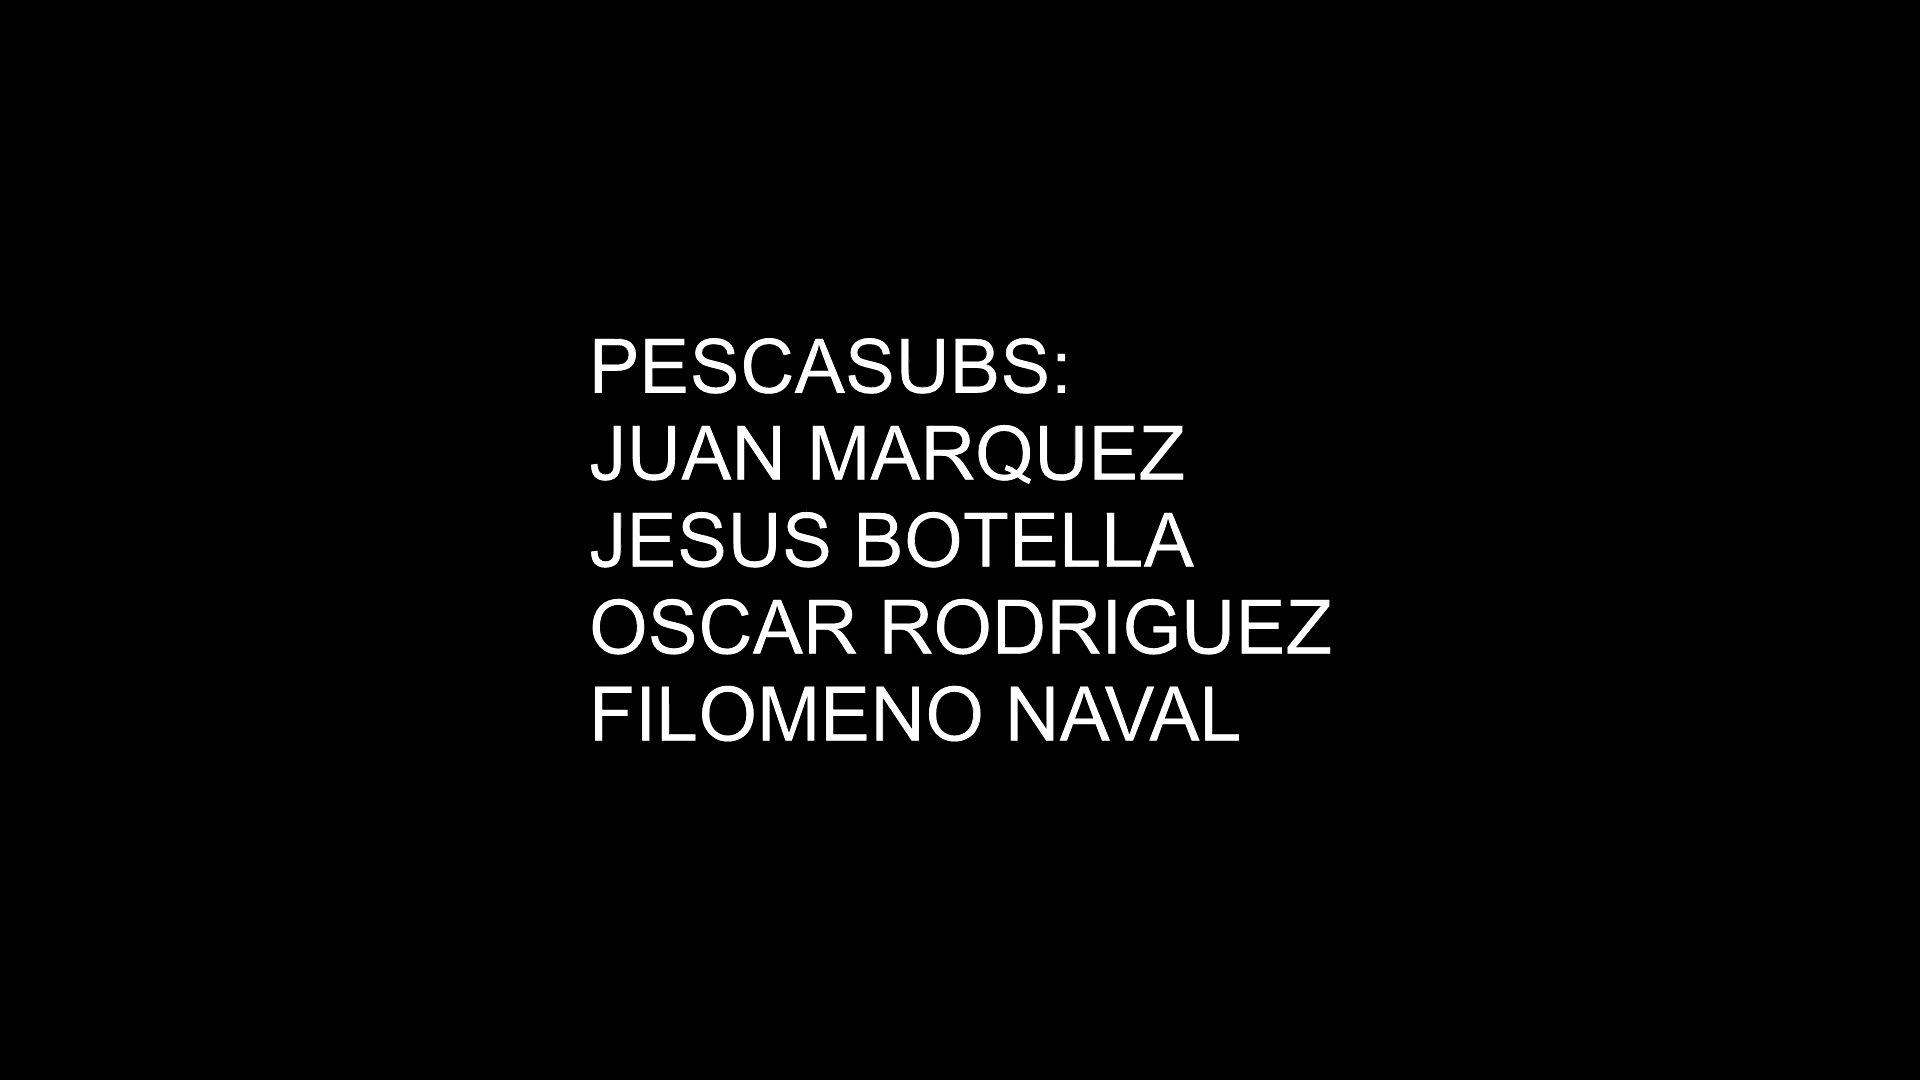 PESCASUBS:
JUAN MARQUEZ
JESUS BOTELLA
OSCAR RODRIGUEZ
FILOMENO NAVAL